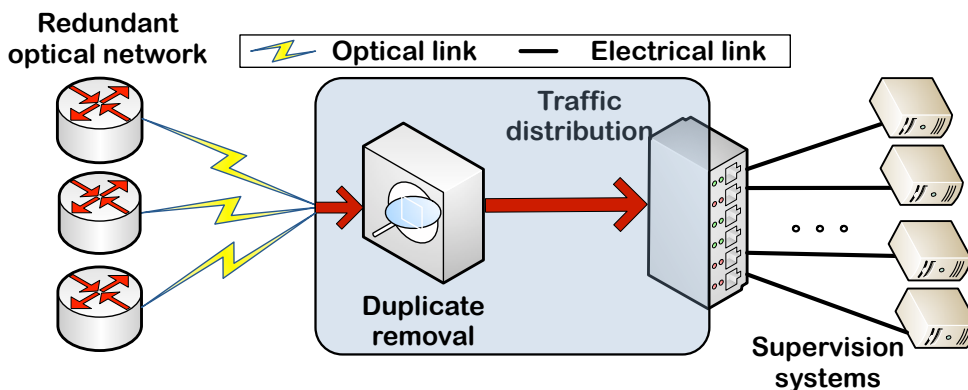 Redundant
optical network
Optical link
Electrical link
Traffic
distribution
Duplicate
removal
Supervision
systems